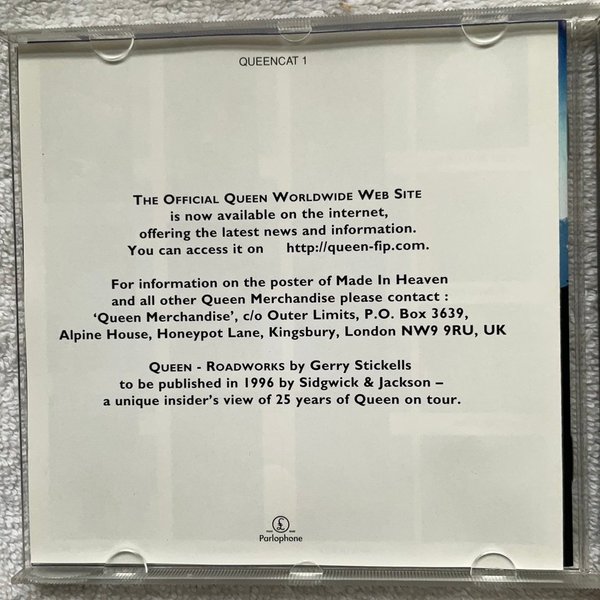 QUEENCAT 1
THE OFFICIAL QUEEN WORLDWIDE WEB SITE
is now available on the internet,
offering the latest news and information.
You can access it on http://queen-fip.com.
For information on the poster of Made In Heaven
and all other Queen Merchandise please contact :
‘Queen Merchandise’, c/o Outer Limits, P.O. Box 3639,
Alpine House, Honeypot Lane, Kingsbury, London NW9 9RU, UK
QUEEN - ROADWORKS by Gerry Stickells
to be published in 1996 by Sidgwick & Jackson –
a unique insider’s view of 25 years of Queen on tour.
£
Parlophone